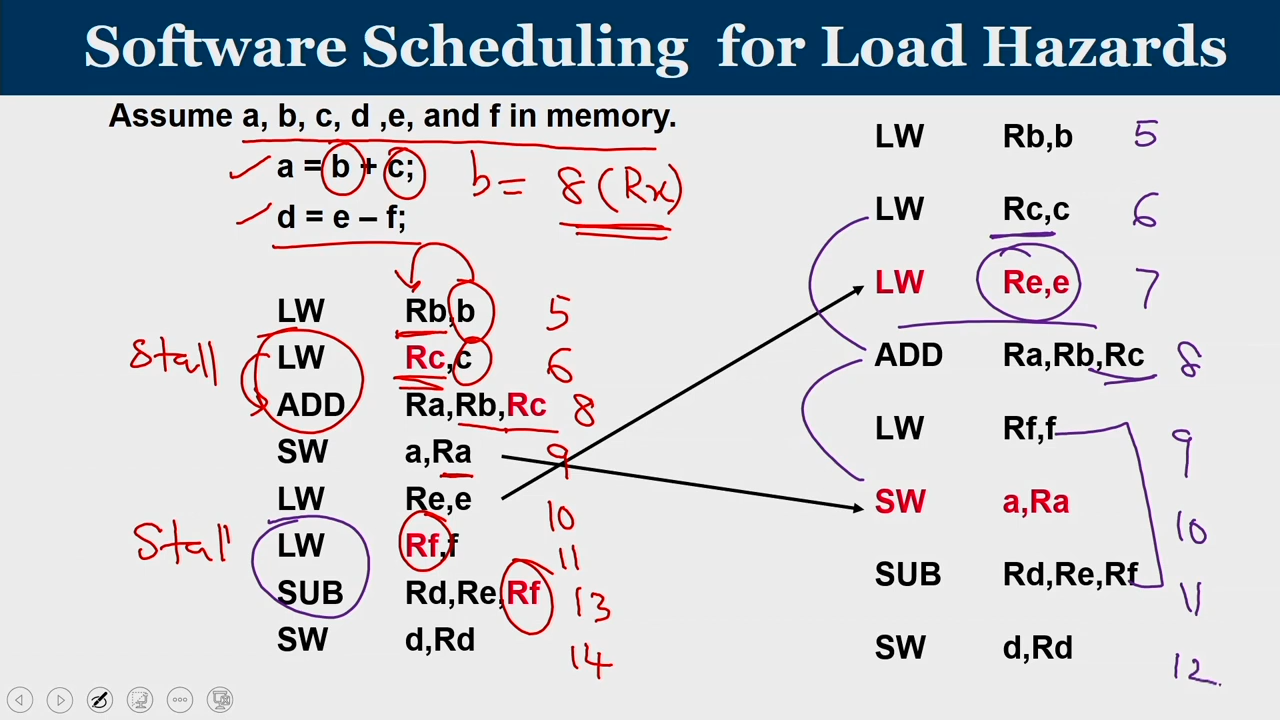 Software Scheduling for Load Hazards
Assume a, b, c, d ,e, and f in memory.
a = b + c; b = 8(Rx)
d = e – f;
LW Rb,b 5
Stall LW Rc,c 6
ADD Ra,Rb,Rc 8
SW a,Ra 9
LW Re,e 10
Stall LW Rf,f 11
SUB Rd,Re,Rf 13
SW d,Rd 14
LW Rb,b 5
LW Rc,c 6
LW Re,e 7
ADD Ra,Rb,Rc 8
LW Rf,f 9
SW a,Ra 10
SUB Rd,Re,Rf 11
SW d,Rd 12